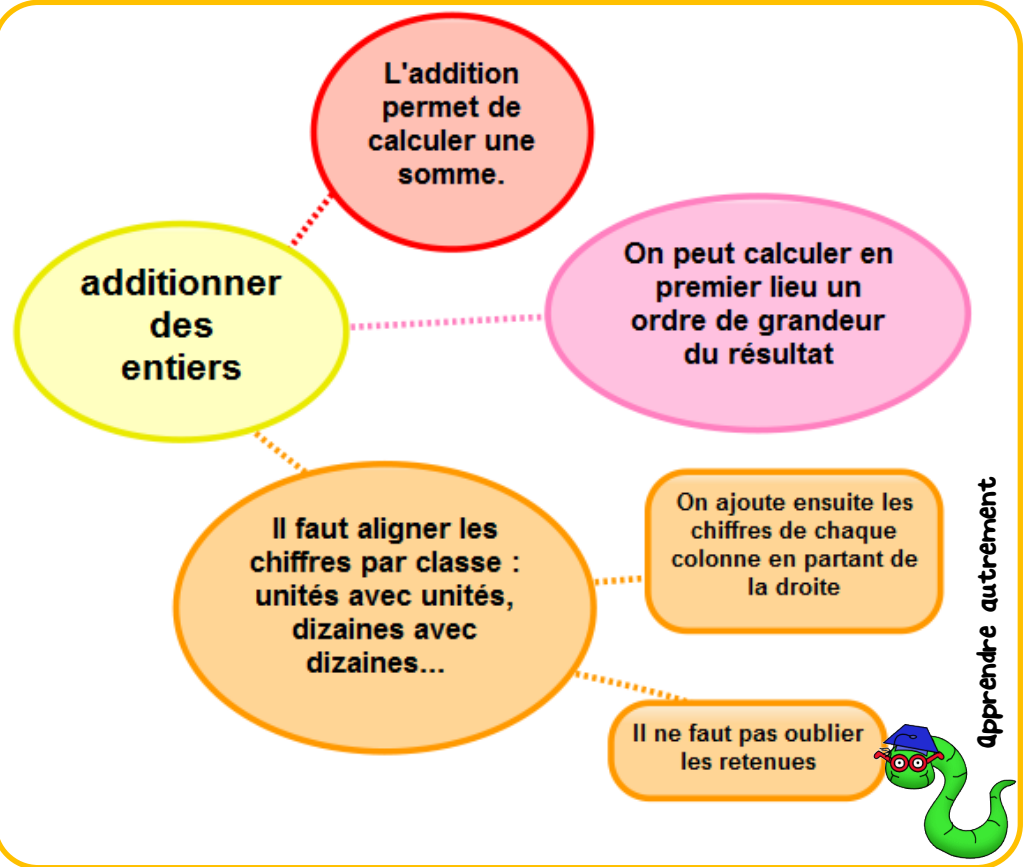 L'addition
permet de
calculer une
somme.
additionner
des
entiers
On peut calculer en
premier lieu un
ordre de grandeur
du résultat
Il faut aligner les
chiffres par classe :
unités avec unités,
dizaines avec
dizaines...
On ajoute ensuite les
chiffres de chaque
colonne en partant de
la droite
Il ne faut pas oublier
les retenues
apprendre autrement